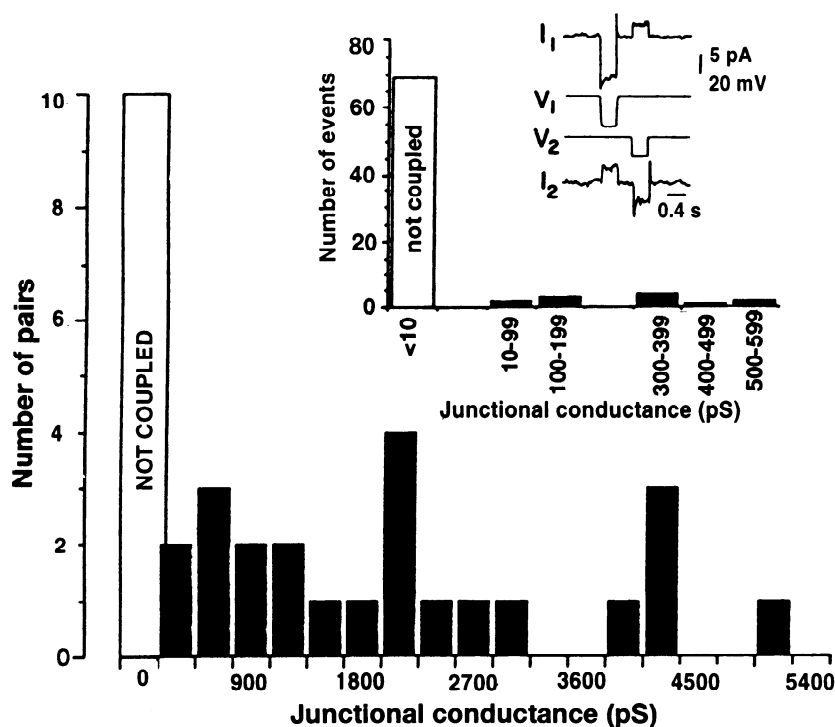 80
60
40
20
0
Number of events
not coupled
<10
10-99
100-199
300-399
400-499
500-599
Junctional conductance (pS)
I1
5 pA
20 mV
V1
V2
I2
0.4 s
10
8
6
4
2
0
Number of pairs
NOT COUPLED
0 900 1800 2700 3600 4500 5400
Junctional conductance (pS)